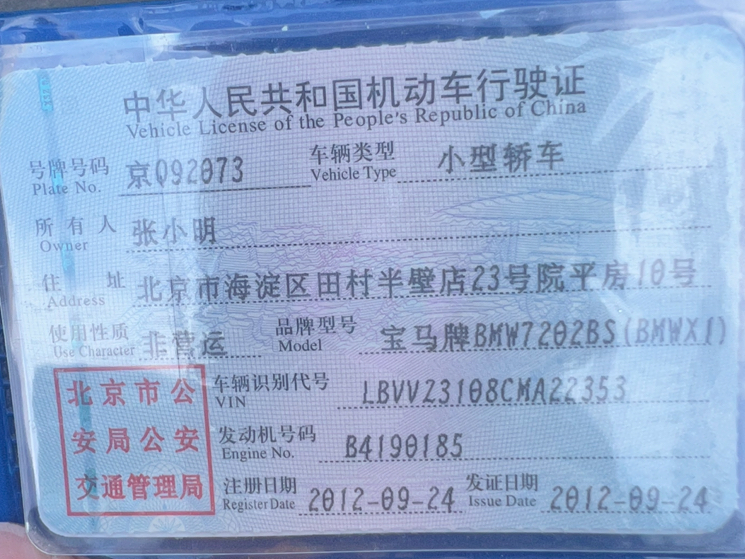 中华人民共和国机动车行驶证
Vehicle License of the People's Republic of China
号牌号码 京Q92073 车辆类型 小型轿车
Plate No. Vehicle Type
所有人 张小明
Owner
住址 北京市海淀区田村半壁店23号院平房10号
Address
使用性质 非营运 品牌型号 宝马牌BMW7202BS(BMWX1)
Use Character Model
北京市公安局公安交通管理局
车辆识别代号 LBVVZ3108CMA22353
VIN
发动机号码 B4190185
Engine No.
注册日期 2012-09-24 发证日期 2012-09-24
Register Date Issue Date